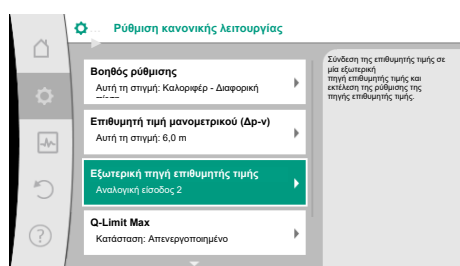 Ρύθμιση κανονικής λειτουργίας
Βοηθός ρύθμισης
Αυτή τη στιγμή: Καλοριφέρ - Διαφορική
Επιθυμητή τιμή μανομετρικού (Δp-v)
Αυτή τη στιγμή: 6,0 m
Εξωτερική πηγή επιθυμητής τιμής
Αναλογική είσοδος 2
Q-Limit Max
Κατάσταση: Απενεργοποιημένο
Σύνδεση της επιθυμητής τιμής σε
μία εξωτερική
πηγή επιθυμητής τιμής και
εκτέλεση της ρύθμισης της
πηγής επιθυμητής τιμής.